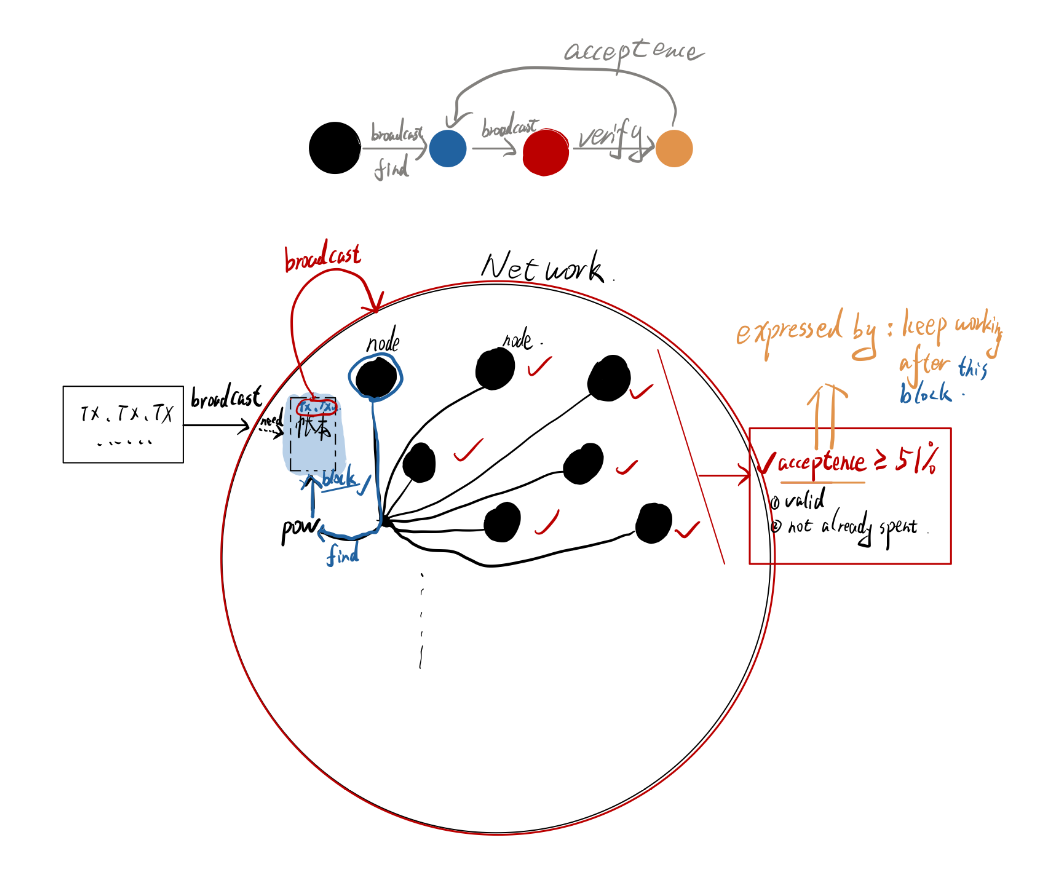 acceptence
broadcast
find
broadcast
verify
broadcast
Network.
node
node.
expressed by : keep working
after this
block.
TX、TX、TX
......
broadcast
need
TX、TX..
帐本
block
pow
find
acceptence ≥ 51%
① valid
② not already spent.